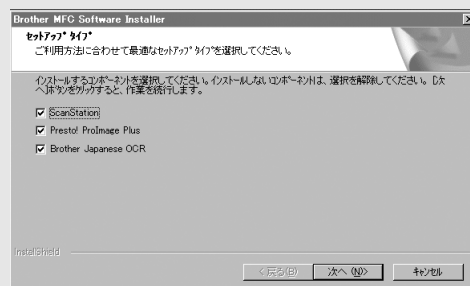 Brother MFC Software Installer
ｾｯﾄｱｯﾌﾟ ﾀｲﾌﾟ
ご利用方法に合わせて最適なｾｯﾄｱｯﾌﾟ ﾀｲﾌﾟを選択してください。
ｲﾝｽﾄｰﾙするｺﾝﾎﾟｰﾈﾝﾄを選択してください。ｲﾝｽﾄｰﾙしないｺﾝﾎﾟｰﾈﾝﾄは、選択を解除してください。[次
へ]ﾎﾞﾀﾝをｸﾘｯｸすると、作業を続行します。
ScanStation
Presto! ProImage Plus
Brother Japanese OCR
InstallShield
< 戻る(B)
次へ (N)>
ｷｬﾝｾﾙ